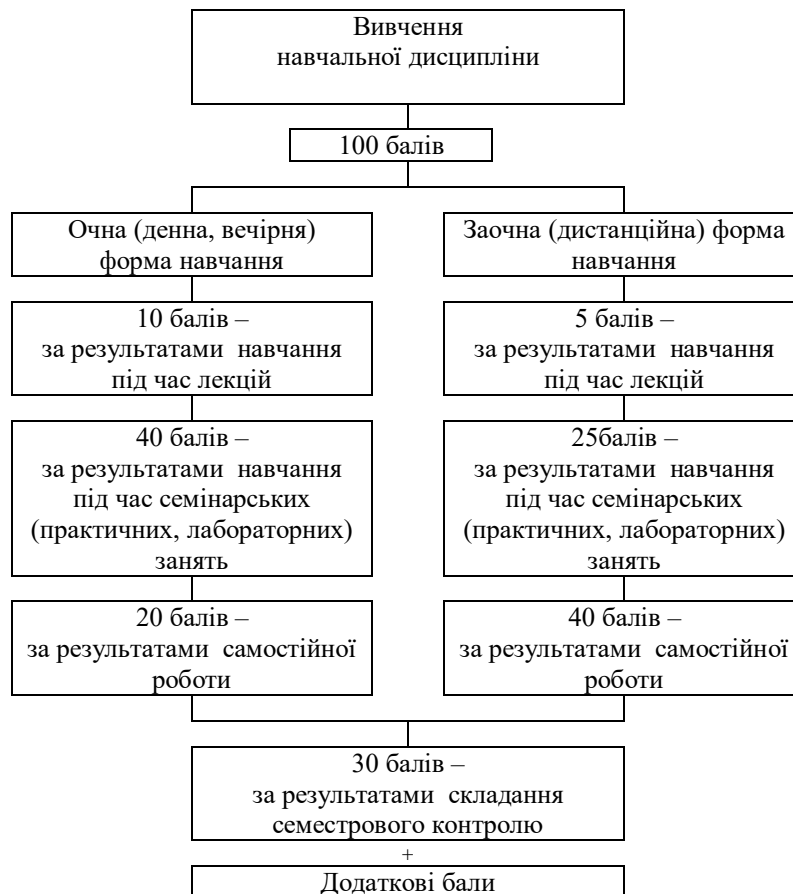 Вивчення
навчальної дисципліни
100 балів
Очна (денна, вечірня)
форма навчання
Заочна (дистанційна) форма
навчання
10 балів –
за результатами навчання
під час лекцій
5 балів –
за результатами навчання
під час лекцій
40 балів –
за результатами навчання
під час семінарських
(практичних, лабораторних)
занять
25балів –
за результатами навчання
під час семінарських
(практичних, лабораторних)
занять
20 балів –
за результатами самостійної
роботи
40 балів –
за результатами самостійної
роботи
30 балів –
за результатами складання
семестрового контролю
+
Додаткові бали